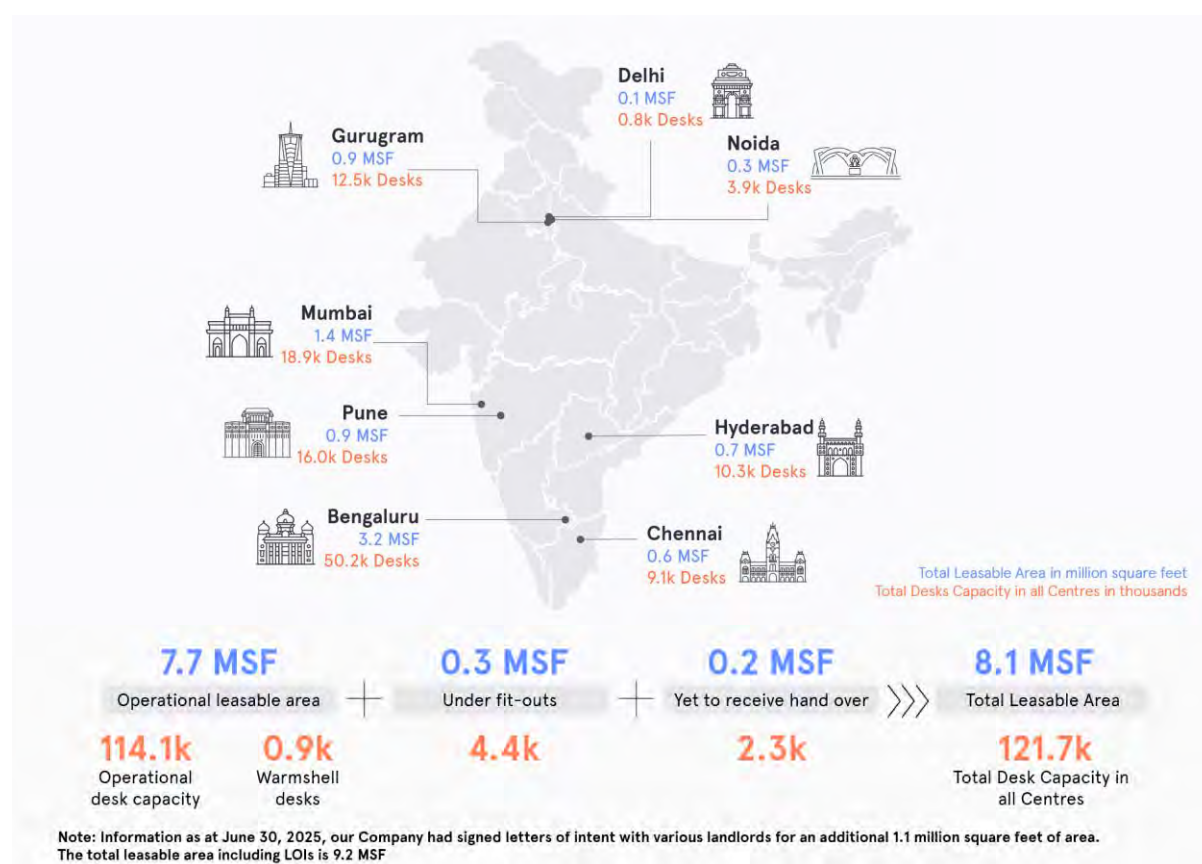 Delhi
0.1 MSF
0.8k Desks
Gurugram
0.9 MSF
12.5k Desks
Noida
0.3 MSF
3.9k Desks
Mumbai
1.4 MSF
18.9k Desks
Pune
0.9 MSF
16.0k Desks
Hyderabad
0.7 MSF
10.3k Desks
Bengaluru
3.2 MSF
50.2k Desks
Chennai
0.6 MSF
9.1k Desks
Total Leasable Area in million square feet
Total Desks Capacity in all Centres in thousands
7.7 MSF
Operational leasable area
+
0.3 MSF
Under fit-outs
+
0.2 MSF
Yet to receive hand over
8.1 MSF
Total Leasable Area
114.1k
Operational
desk capacity
0.9k
Warmshell
desks
4.4k
2.3k
121.7k
Total Desk Capacity in
all Centres
Note: Information as at June 30, 2025, our Company had signed letters of intent with various landlords for an additional 1.1 million square feet of area.
The total leasable area including LOIs is 9.2 MSF